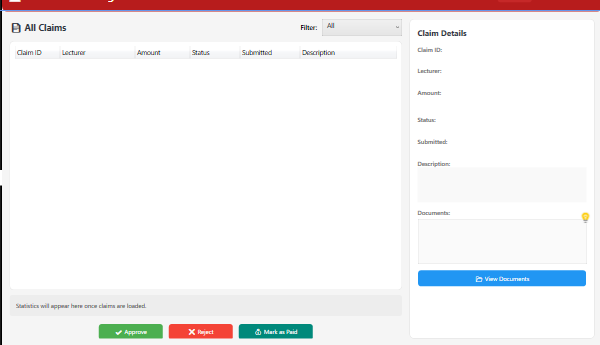 All Claims
Filter: All
Claim ID Lecturer Amount Status Submitted Description
Statistics will appear here once claims are loaded.
Approve Reject Mark as Paid
Claim Details
Claim ID:
Lecturer:
Amount:
Status:
Submitted:
Description:
Documents:
View Documents